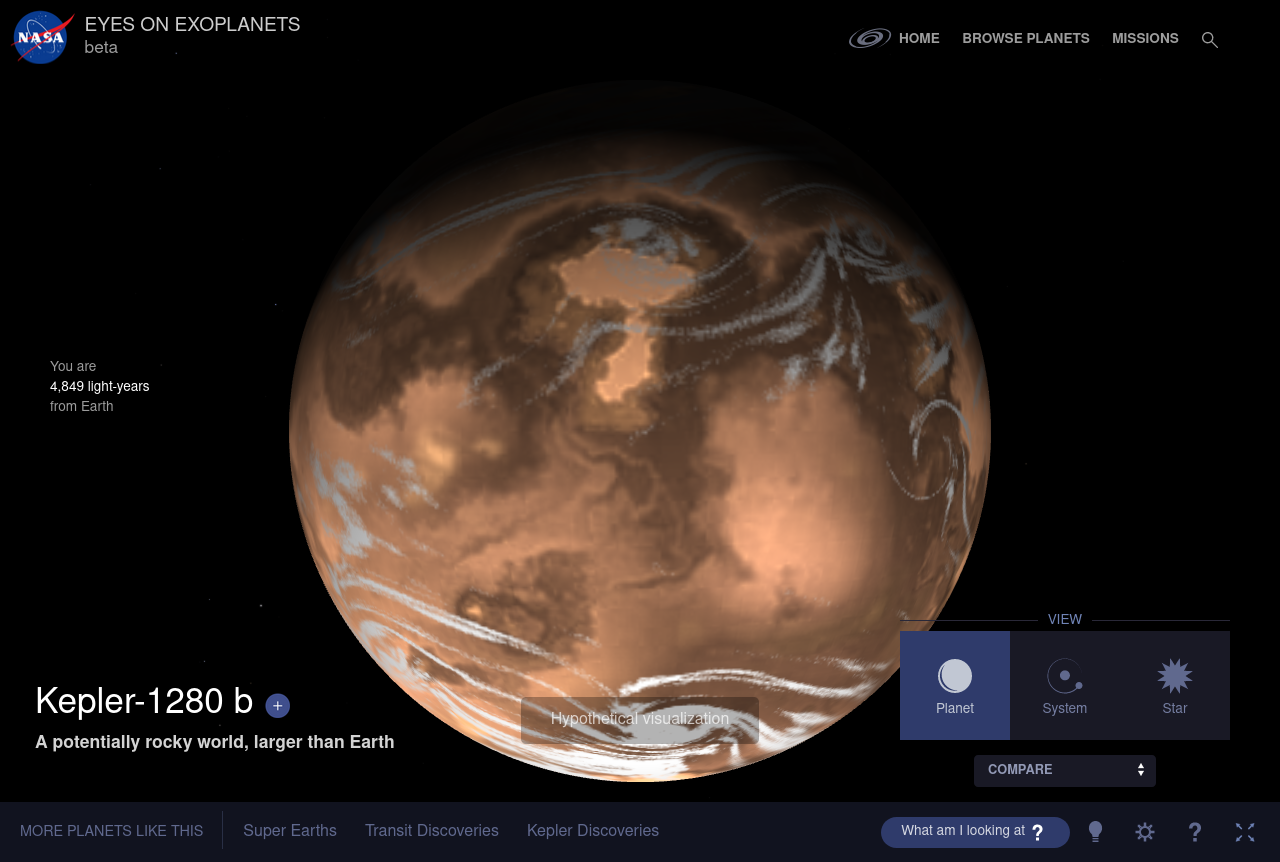 NASA
EYES ON EXOPLANETS
beta
HOME
BROWSE PLANETS
MISSIONS
You are
4,849 light-years
from Earth
VIEW
Planet
System
Star
Kepler-1280 b +
A potentially rocky world, larger than Earth
Hypothetical visualization
COMPARE
MORE PLANETS LIKE THIS
Super Earths
Transit Discoveries
Kepler Discoveries
What am I looking at ?
?